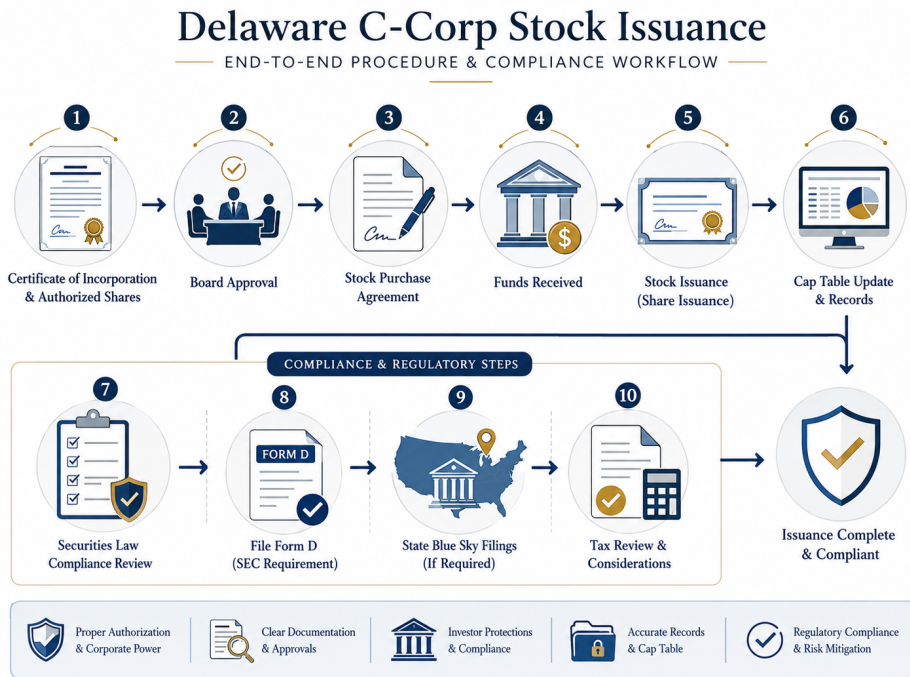 Delaware C-Corp Stock Issuance
END-TO-END PROCEDURE & COMPLIANCE WORKFLOW
1
2
3
4
5
6
$
Certificate of Incorporation
& Authorized Shares
Board Approval
Stock Purchase
Agreement
Funds Received
Stock Issuance
(Share Issuance)
Cap Table Update
& Records
COMPLIANCE & REGULATORY STEPS
7
8
9
10
FORM D
Securities Law
Compliance Review
File Form D
(SEC Requirement)
State Blue Sky Filings
(If Required)
Tax Review &
Considerations
Issuance Complete
& Compliant
Proper Authorization
& Corporate Power
Clear Documentation
& Approvals
Investor Protections
& Compliance
Accurate Records
& Cap Table
Regulatory Compliance
& Risk Mitigation